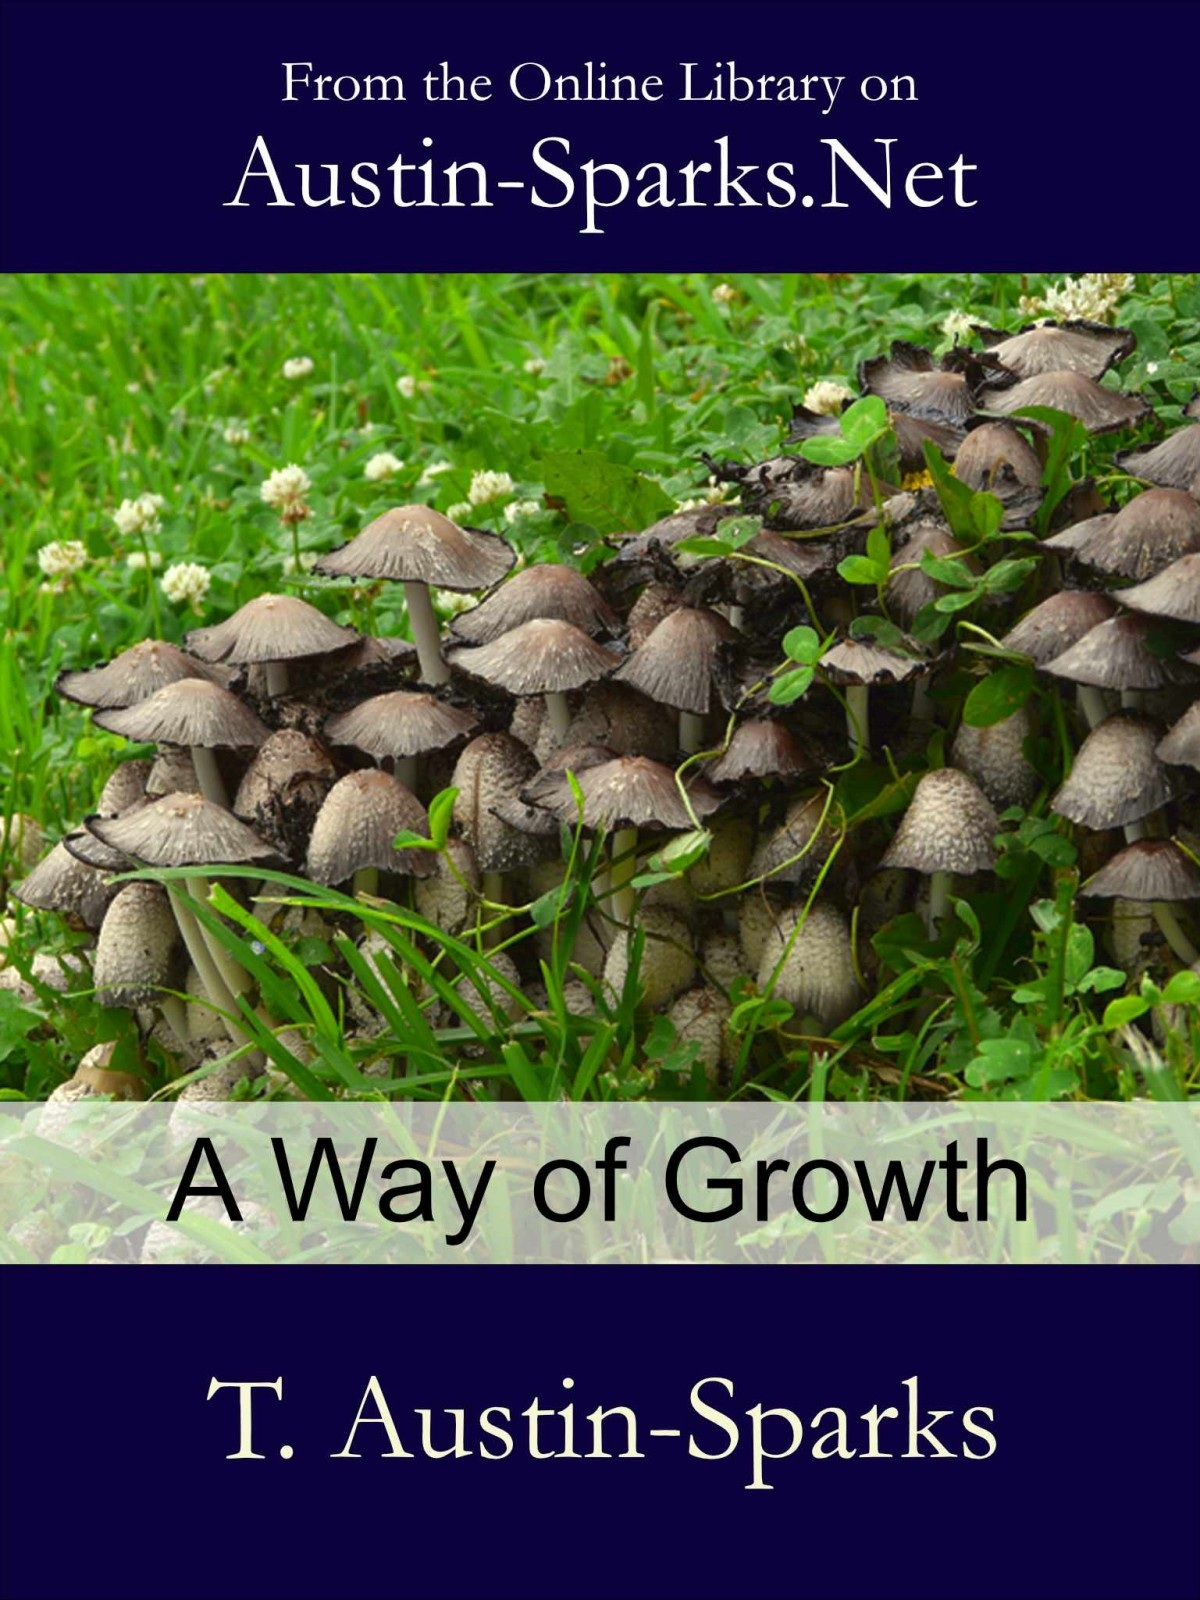 From the Online Library on
Austin-Sparks.Net
A Way of Growth
T. Austin-Sparks